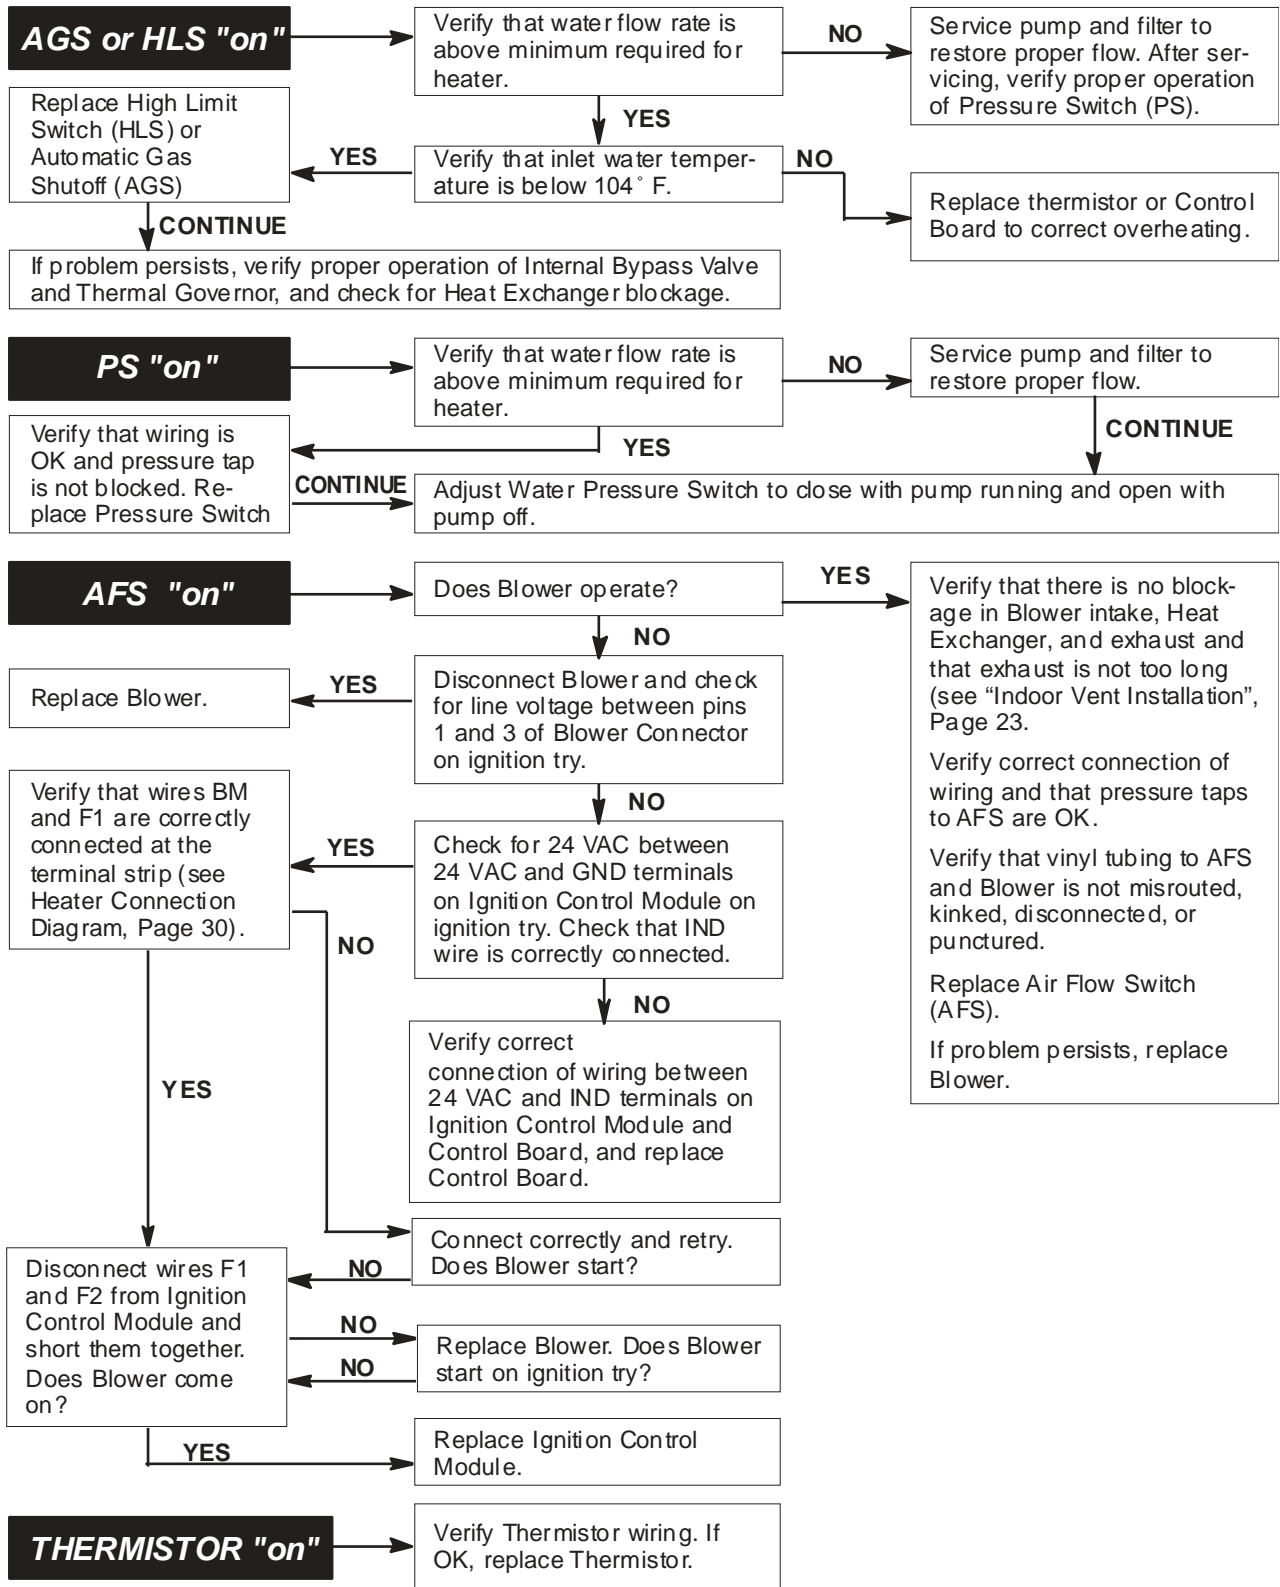 AGS or HLS "on"
Verify that water flow rate is
above minimum required for
heater.
NO
Service pump and filter to
restore proper flow. After ser-
vicing, verify proper operation
of Pressure Switch (PS).
YES
Replace High Limit
Switch (HLS) or
Automatic Gas
Shutoff (AGS)
YES
Verify that inlet water temper-
ature is below 104° F.
NO
Replace thermistor or Control
Board to correct overheating.
CONTINUE
If problem persists, verify proper operation of Internal Bypass Valve
and Thermal Governor, and check for Heat Exchanger blockage.
PS "on"
Verify that water flow rate is
above minimum required for
heater.
NO
Service pump and filter to
restore proper flow.
YES
CONTINUE
Verify that wiring is
OK and pressure tap
is not blocked. Re-
place Pressure Switch
CONTINUE
Adjust Water Pressure Switch to close with pump running and open with
pump off.
AFS "on"
Does Blower operate?
YES
Verify that there is no block-
age in Blower intake, Heat
Exchanger, and exhaust and
that exhaust is not too long
(see “Indoor Vent Installation”,
Page 23.
Verify correct connection of
wiring and that pressure taps
to AFS are OK.
Verify that vinyl tubing to AFS
and Blower is not misrouted,
kinked, disconnected, or
punctured.
Replace Air Flow Switch
(AFS).
If problem persists, replace
Blower.
NO
Replace Blower.
YES
Disconnect Blower and check
for line voltage between pins
1 and 3 of Blower Connector
on ignition try.
NO
Verify that wires BM
and F1 are correctly
connected at the
terminal strip (see
Heater Connection
Diagram, Page 30).
YES
Check for 24 VAC between
24 VAC and GND terminals
on Ignition Control Module on
ignition try. Check that IND
wire is correctly connected.
NO
NO
Verify correct
connection of wiring between
24 VAC and IND terminals on
Ignition Control Module and
Control Board, and replace
Control Board.
YES
Connect correctly and retry.
Does Blower start?
NO
Disconnect wires F1
and F2 from Ignition
Control Module and
short them together.
Does Blower come
on?
NO
Replace Blower. Does Blower
start on ignition try?
NO
YES
Replace Ignition Control
Module.
THERMISTOR "on"
Verify Thermistor wiring. If
OK, replace Thermistor.